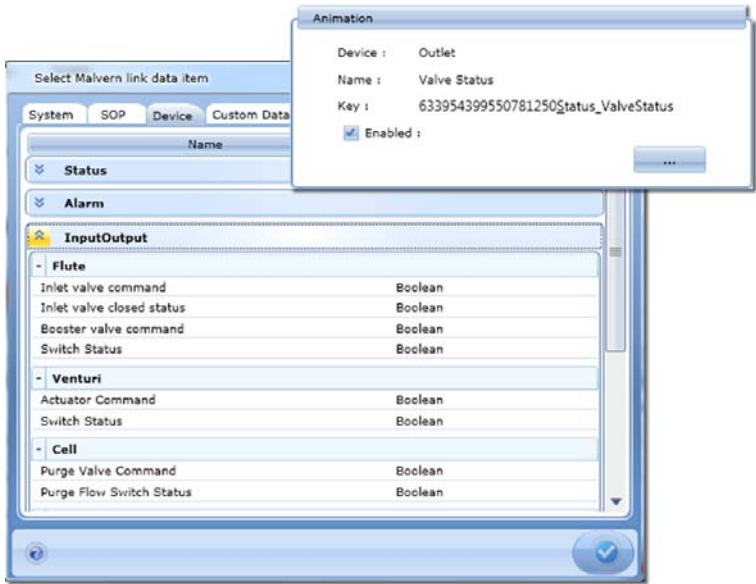 Animation
Device : Outlet
Name : Valve Status
Key : 633954399550781250Status_ValveStatus
Enabled :
...
Select Malvern link data item
System SOP Device Custom Data
Name
Status
Alarm
InputOutput
- Flute
Inlet valve command Boolean
Inlet valve closed status Boolean
Booster valve command Boolean
Switch Status Boolean
- Venturi
Actuator Command Boolean
Switch Status Boolean
- Cell
Purge Valve Command Boolean
Purge Flow Switch Status Boolean